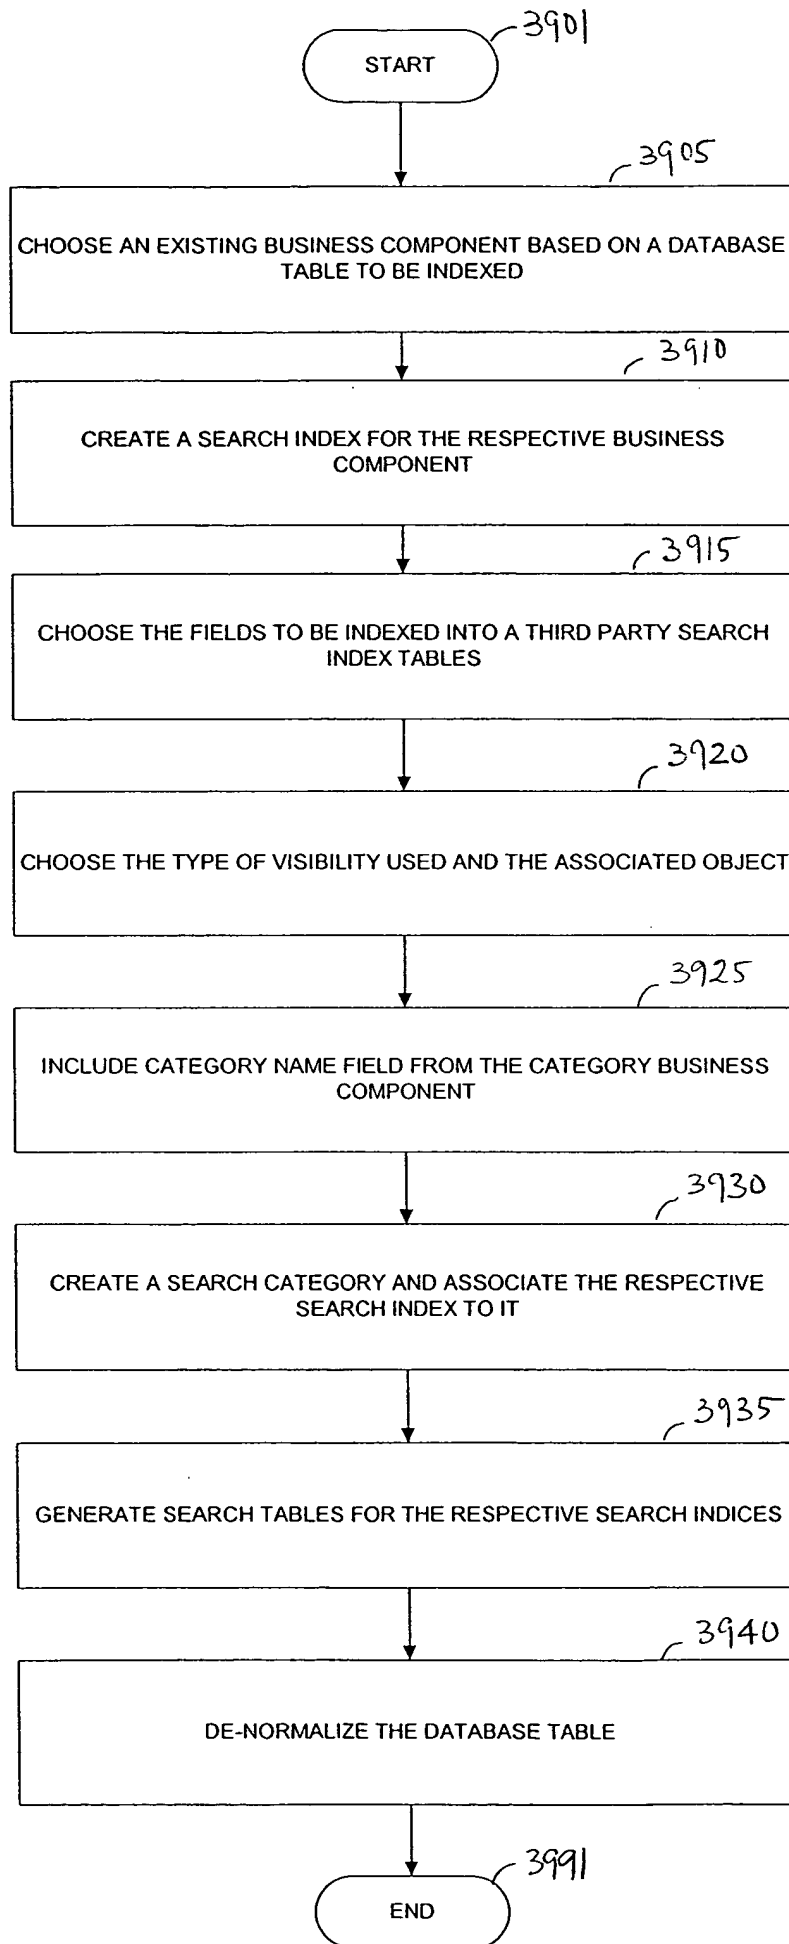 3901
START
3905
CHOOSE AN EXISTING BUSINESS COMPONENT BASED ON A DATABASE
TABLE TO BE INDEXED
3910
CREATE A SEARCH INDEX FOR THE RESPECTIVE BUSINESS
COMPONENT
3915
CHOOSE THE FIELDS TO BE INDEXED INTO A THIRD PARTY SEARCH
INDEX TABLES
3920
CHOOSE THE TYPE OF VISIBILITY USED AND THE ASSOCIATED OBJECT
3925
INCLUDE CATEGORY NAME FIELD FROM THE CATEGORY BUSINESS
COMPONENT
3930
CREATE A SEARCH CATEGORY AND ASSOCIATE THE RESPECTIVE
SEARCH INDEX TO IT
3935
GENERATE SEARCH TABLES FOR THE RESPECTIVE SEARCH INDICES
3940
DE-NORMALIZE THE DATABASE TABLE
3991
END